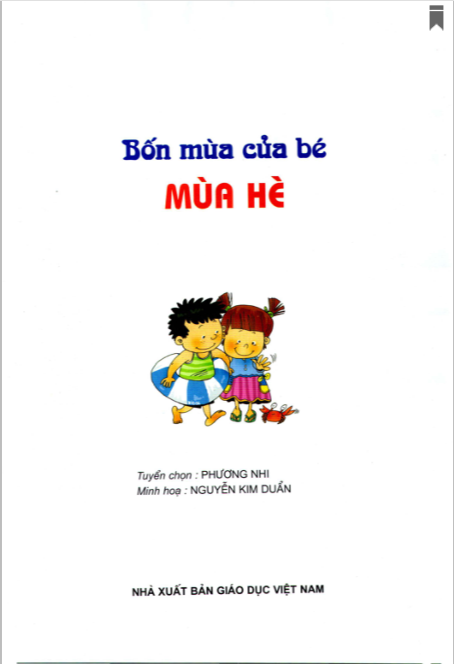 Bốn mùa của bé
MÙA HÈ
Tuyển chọn : PHƯƠNG NHI
Minh hoạ : NGUYỄN KIM DUẨN
NHÀ XUẤT BẢN GIÁO DỤC VIỆT NAM